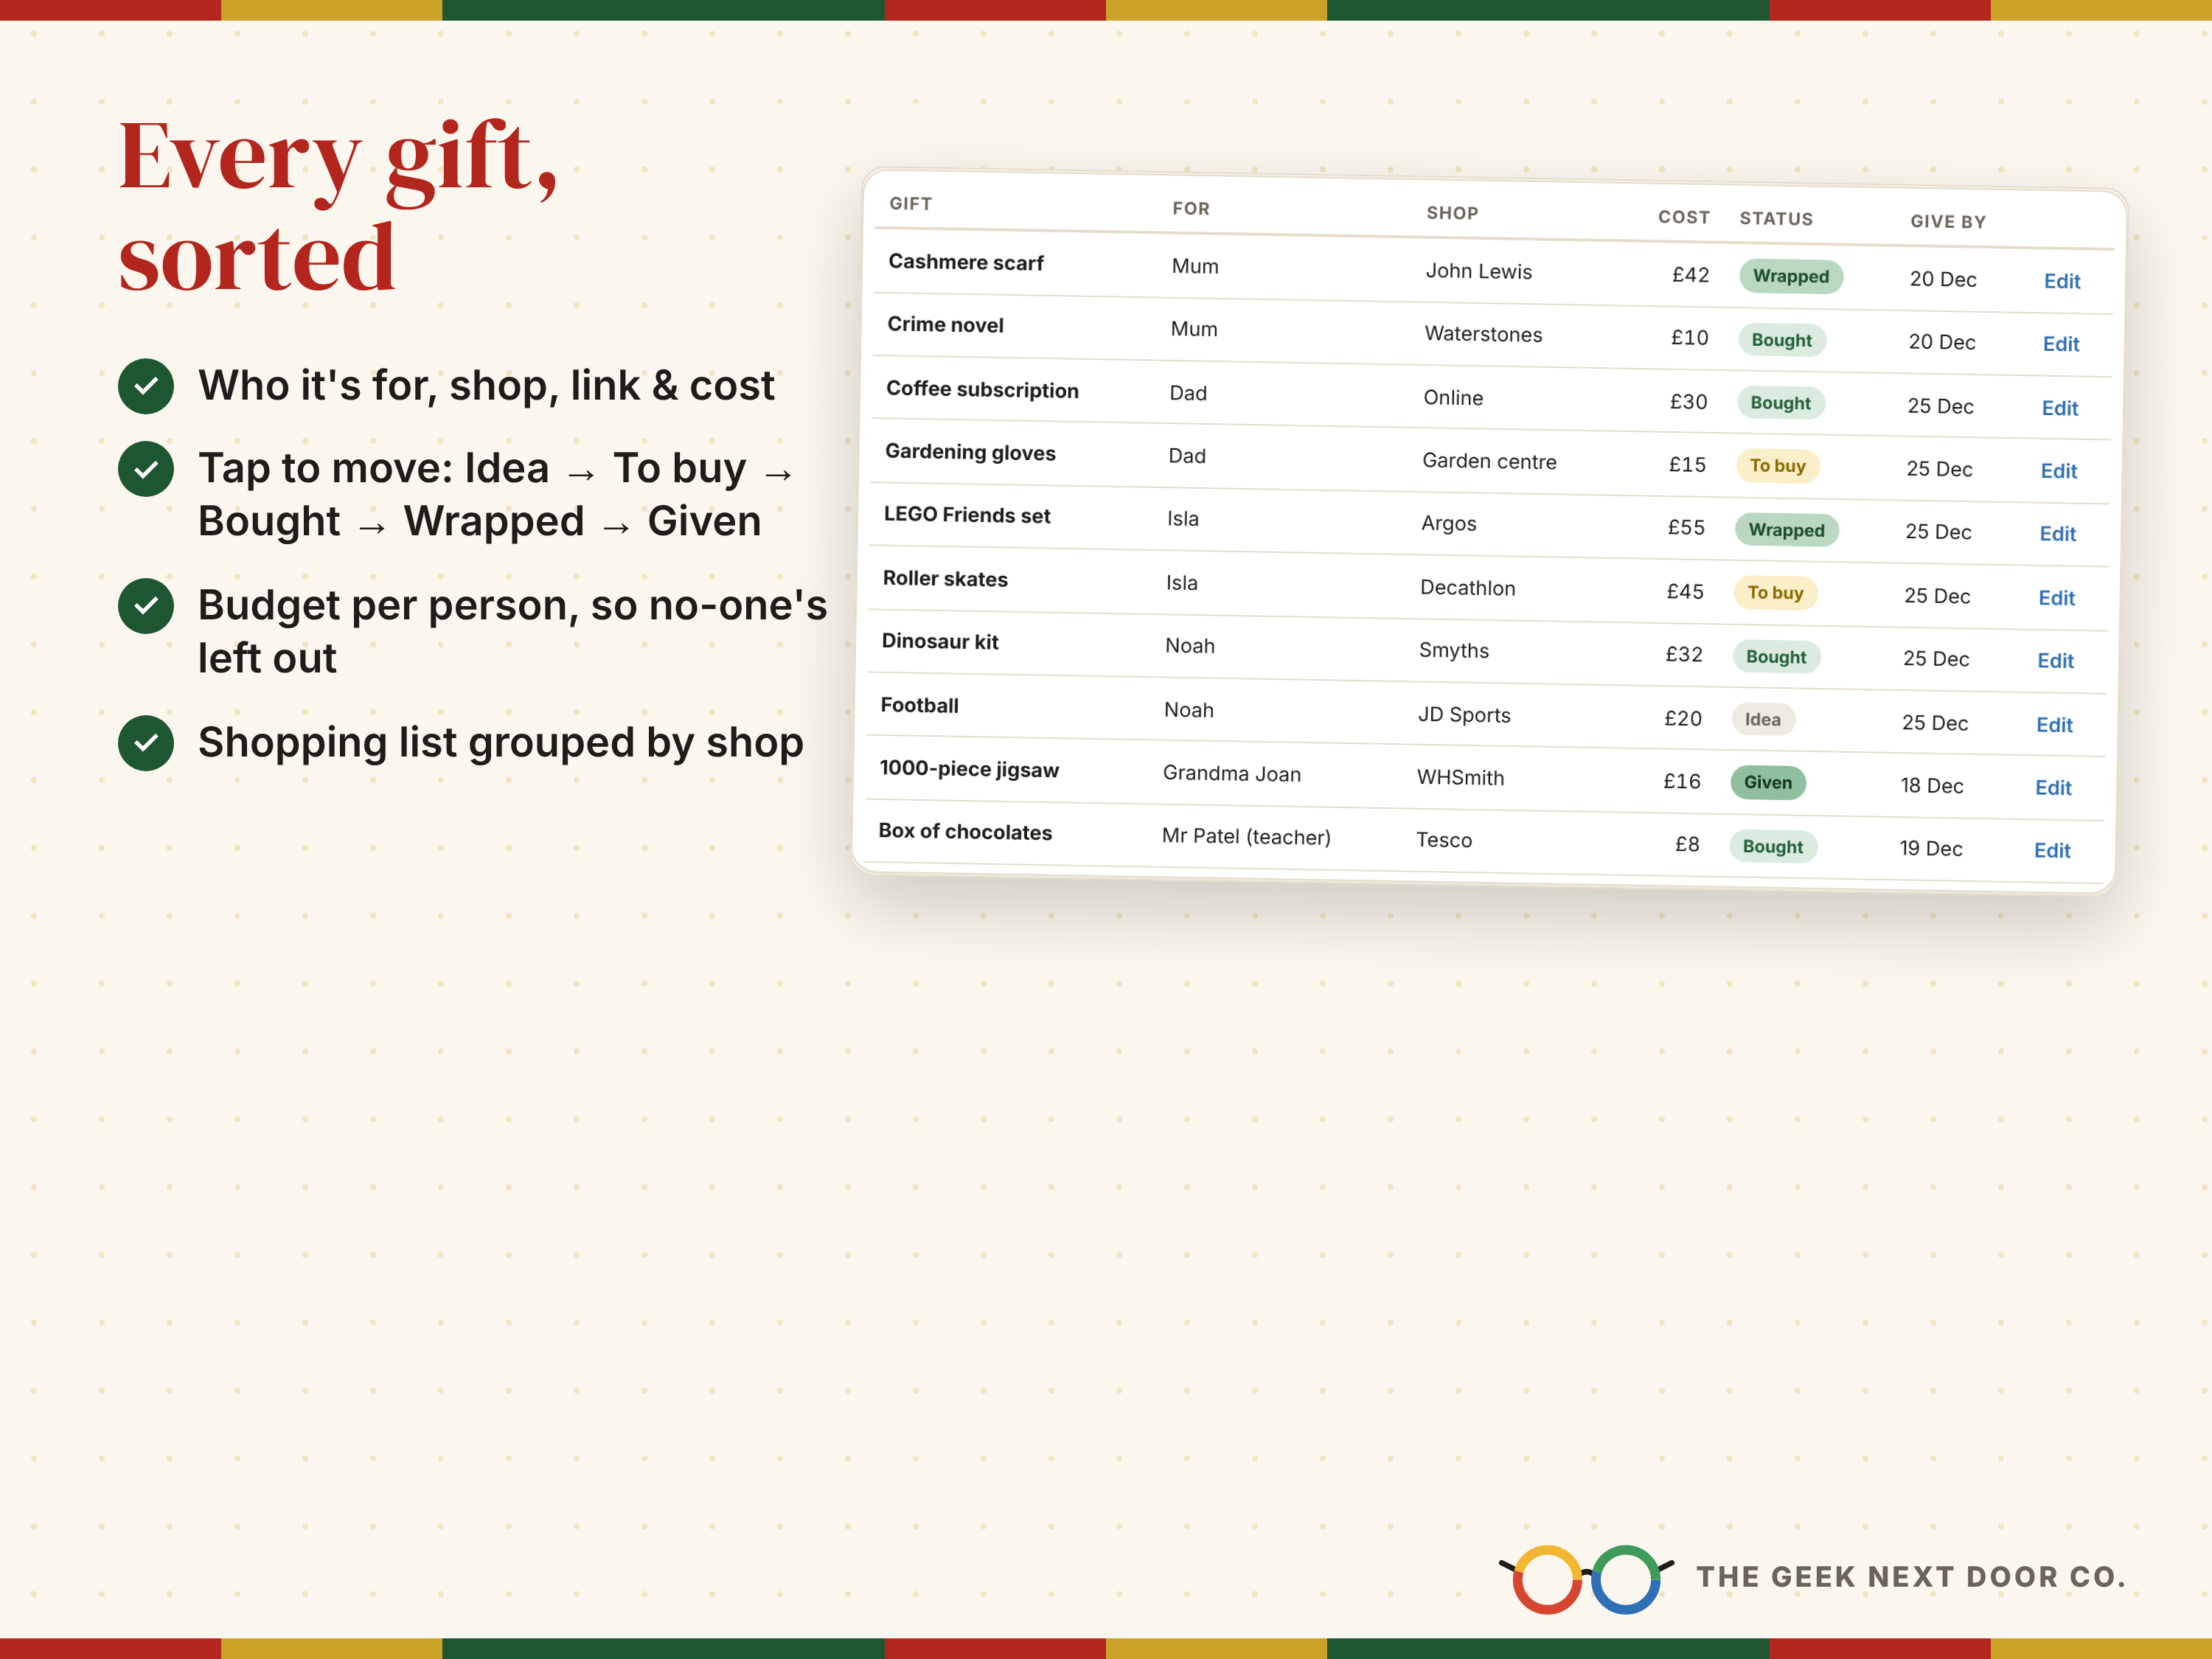 Every gift,
sorted
Who it's for, shop, link & cost
Tap to move: Idea → To buy →
Bought → Wrapped → Given
Budget per person, so no-one's
left out
Shopping list grouped by shop
GIFT FOR SHOP COST STATUS GIVE BY
Cashmere scarf Mum John Lewis £42 Wrapped 20 Dec Edit
Crime novel Mum Waterstones £10 Bought 20 Dec Edit
Coffee subscription Dad Online £30 Bought 25 Dec Edit
Gardening gloves Dad Garden centre £15 To buy 25 Dec Edit
LEGO Friends set Isla Argos £55 Wrapped 25 Dec Edit
Roller skates Isla Decathlon £45 To buy 25 Dec Edit
Dinosaur kit Noah Smyths £32 Bought 25 Dec Edit
Football Noah JD Sports £20 Idea 25 Dec Edit
1000-piece jigsaw Grandma Joan WHSmith £16 Given 18 Dec Edit
Box of chocolates Mr Patel (teacher) Tesco £8 Bought 19 Dec Edit
THE GEEK NEXT DOOR CO.